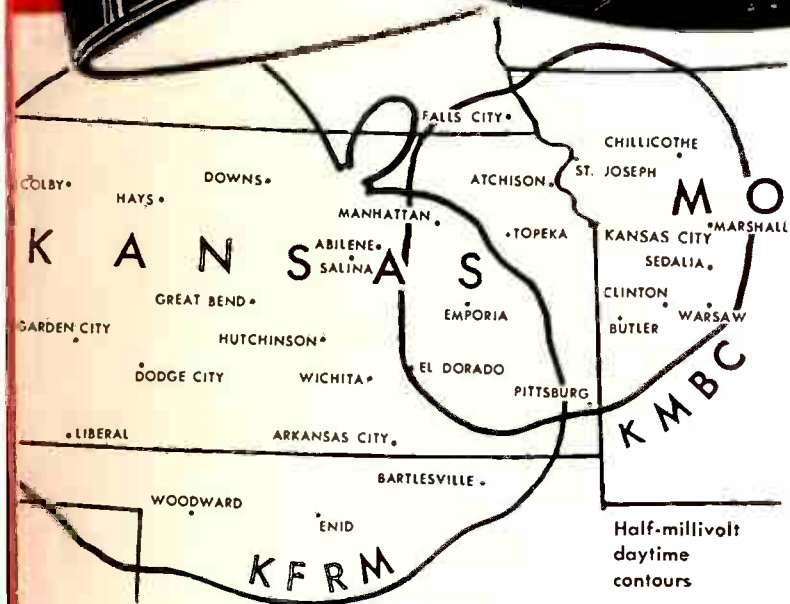 FALLS CITY
CHILLICOTHE
ST. JOSEPH
COLBY
DOWNS
ATCHISON
HAYS
M O
MANHATTAN
MARSHALL
TOPEKA
KANSAS CITY
K A N S A S
ABILENE
SALINA
SEDALIA
GREAT BEND
EMPORIA
CLINTON
WARSAW
GARDEN CITY
HUTCHINSON
BUTLER
EL DORADO
DODGE CITY
WICHITA
PITTSBURG
KMBC
LIBERAL
ARKANSAS CITY
BARTLESVILLE
WOODWARD
ENID
KFRM
Half-millivolt
daytime
contours